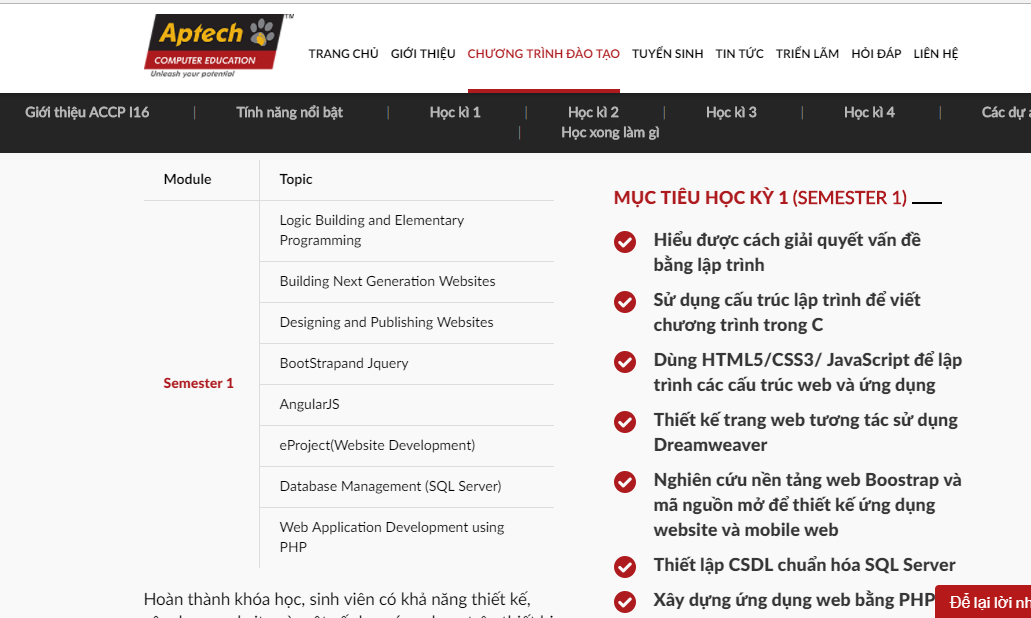 Aptech
TM
COMPUTER EDUCATION
Unleash your potential
TRANG CHỦ GIỚI THIỆU CHƯƠNG TRÌNH ĐÀO TẠO TUYỂN SINH TIN TỨC TRIỂN LÃM HỎI ĐÁP LIÊN HỆ
Giới thiệu ACCP I16 | Tính năng nổi bật | Học kì 1 | Học kì 2 | Học kì 3 | Học kì 4 | Các dự
| Học xong làm gì
Module Topic
Semester 1
Logic Building and Elementary
Programming
Building Next Generation Websites
Designing and Publishing Websites
BootStrapand Jquery
AngularJS
eProject(Website Development)
Database Management (SQL Server)
Web Application Development using
PHP
Hoàn thành khóa học, sinh viên có khả năng thiết kế,
MỤC TIÊU HỌC KỲ 1 (SEMESTER 1)
Hiểu được cách giải quyết vấn đề
bằng lập trình
Sử dụng cấu trúc lập trình để viết
chương trình trong C
Dùng HTML5/CSS3/ JavaScript để lập
trình các cấu trúc web và ứng dụng
Thiết kế trang web tương tác sử dụng
Dreamweaver
Nghiên cứu nền tảng web Boostrap và
mã nguồn mở để thiết kế ứng dụng
website và mobile web
Thiết lập CSDL chuẩn hóa SQL Server
Xây dựng ứng dụng web bằng PHP
Để lại lời